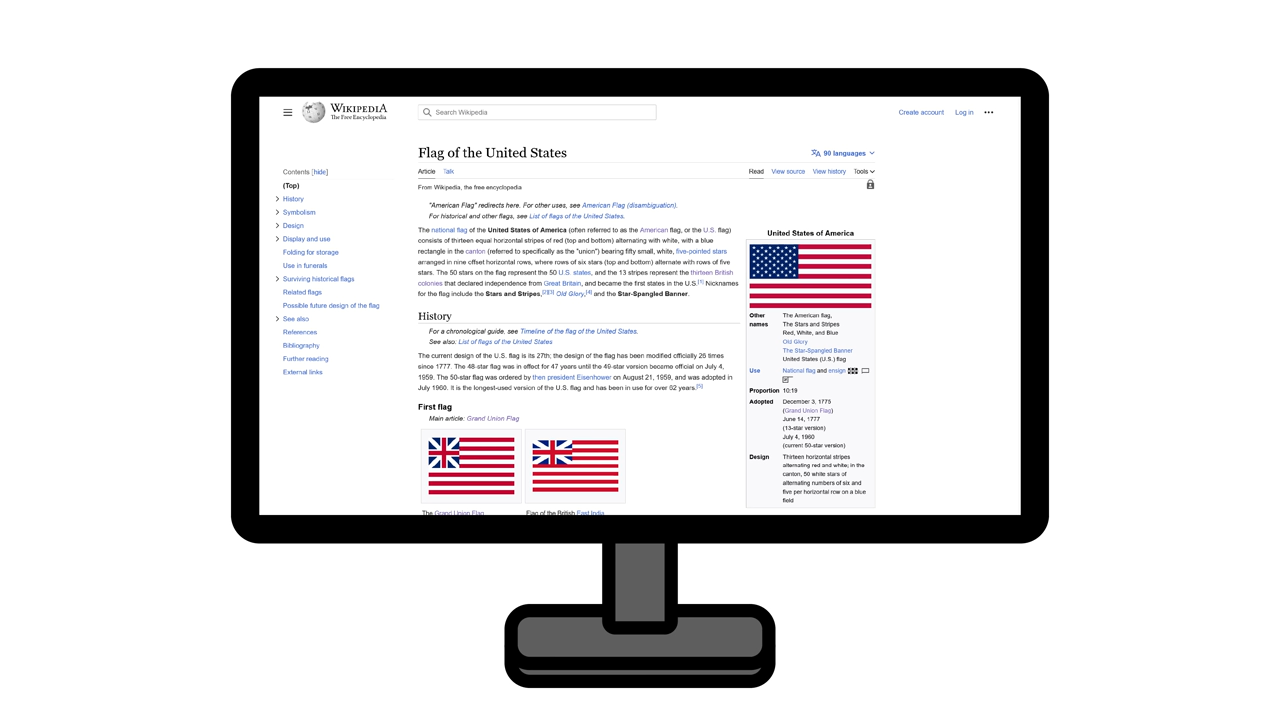 WIKIPEDIA
The Free Encyclopedia
Search Wikipedia
Create account
Log in
Flag of the United States
90 languages
Article
Talk
Read
View source
View history
Tools
From Wikipedia, the free encyclopedia
Contents [hide]
(Top)
History
Symbolism
Design
Display and use
Folding for storage
Use in funerals
Surviving historical flags
Related flags
Possible future design of the flag
See also
References
Bibliography
Further reading
External links
"American Flag" redirects here. For other uses, see American Flag (disambiguation).
For historical and other flags, see List of flags of the United States.
The national flag of the United States of America (often referred to as the American flag, or the U.S. flag)
consists of thirteen equal horizontal stripes of red (top and bottom) alternating with white, with a blue
rectangle in the canton (referred to specifically as the "union") bearing fifty small, white, five-pointed stars
arranged in nine offset horizontal rows, where rows of six stars (top and bottom) alternate with rows of five
stars. The 50 stars on the flag represent the 50 U.S. states, and the 13 stripes represent the thirteen British
colonies that declared independence from Great Britain, and became the first states in the U.S.[1] Nicknames
for the flag include the Stars and Stripes,[2][3] Old Glory,[4] and the Star-Spangled Banner.
History
For a chronological guide, see Timeline of the flag of the United States.
See also: List of flags of the United States
The current design of the U.S. flag is its 27th; the design of the flag has been modified officially 26 times
since 1777. The 48-star flag was in effect for 47 years until the 49-star version became official on July 4,
1959. The 50-star flag was ordered by then president Eisenhower on August 21, 1959, and was adopted in
July 1960. It is the longest-used version of the U.S. flag and has been in use for over 62 years.[5]
First flag
Main article: Grand Union Flag
The Grand Union Flag
Flag of the British East India
United States of America
Other names
The American flag,
The Stars and Stripes
Red, White, and Blue
Old Glory
The Star-Spangled Banner
United States (U.S.) flag
Use
National flag and ensign
Proportion 10:19
Adopted
December 3, 1775
(Grand Union Flag)
June 14, 1777
(13-star version)
July 4, 1960
(current 50-star version)
Design
Thirteen horizontal stripes
alternating red and white; in the
canton, 50 white stars of
alternating numbers of six and
five per horizontal row on a blue
field